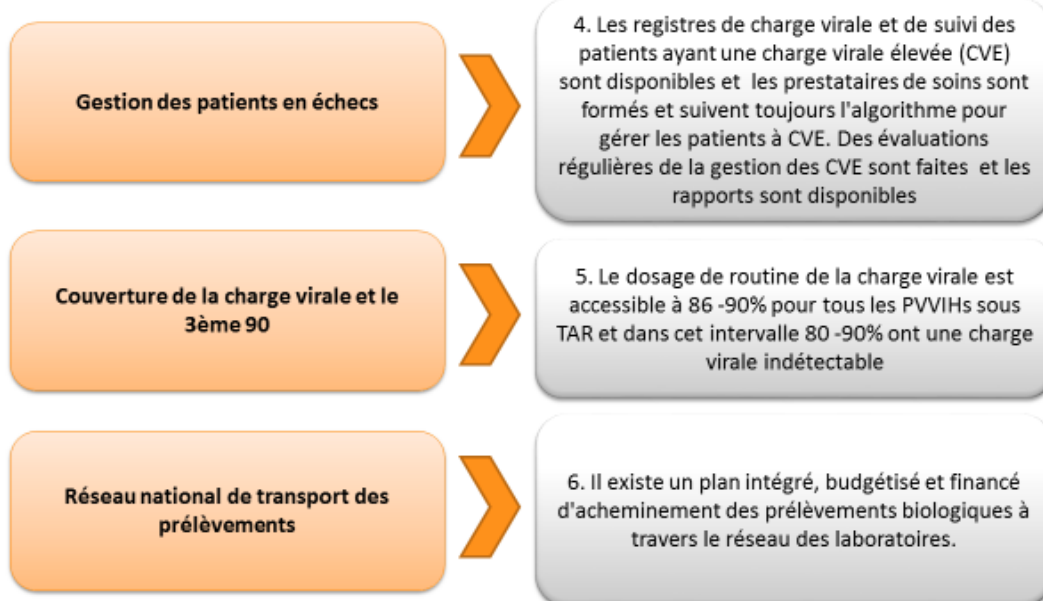 Gestion des patients en échecs
4. Les registres de charge virale et de suivi des
patients ayant une charge virale élevée (CVE)
sont disponibles et les prestataires de soins sont
formés et suivent toujours l'algorithme pour
gérer les patients à CVE. Des évaluations
régulières de la gestion des CVE sont faites et les
rapports sont disponibles
Couverture de la charge virale et le
3ème 90
5. Le dosage de routine de la charge virale est
accessible à 86 -90% pour tous les PVVIHs sous
TAR et dans cet intervalle 80 -90% ont une charge
virale indétectable
Réseau national de transport des
prélèvements
6. Il existe un plan intégré, budgétisé et financé
d'acheminement des prélèvements biologiques à
travers le réseau des laboratoires.